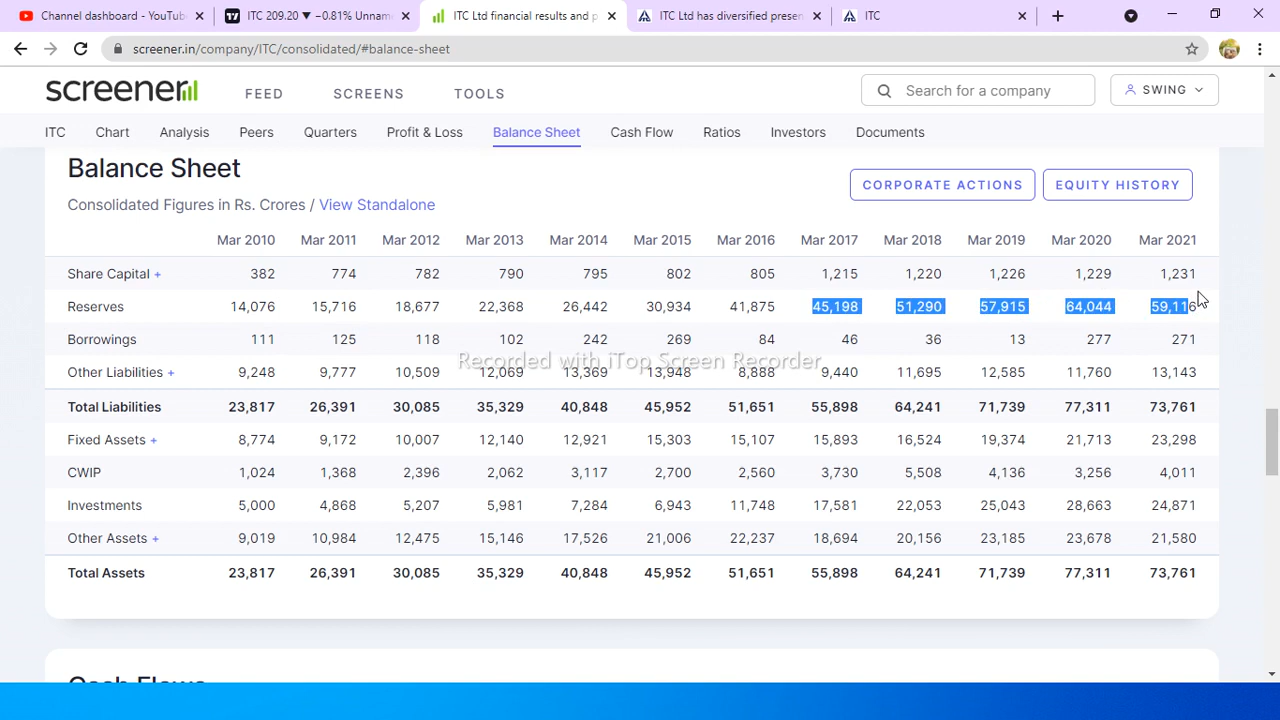 Channel dashboard - YouTub
ITC 209.20 ▼ −0.81% Unnam
ITC Ltd financial results and p
ITC Ltd has diversified presen
ITC
screener.in/company/ITC/consolidated/#balance-sheet
screener FEED SCREENS TOOLS Search for a company SWING
ITC Chart Analysis Peers Quarters Profit & Loss Balance Sheet Cash Flow Ratios Investors Documents
Balance Sheet
CORPORATE ACTIONS EQUITY HISTORY
Consolidated Figures in Rs. Crores / View Standalone
Mar 2010 Mar 2011 Mar 2012 Mar 2013 Mar 2014 Mar 2015 Mar 2016 Mar 2017 Mar 2018 Mar 2019 Mar 2020 Mar 2021
Share Capital + 382 774 782 790 795 802 805 1,215 1,220 1,226 1,229 1,231
Reserves 14,076 15,716 18,677 22,368 26,442 30,934 41,875 45,198 51,290 57,915 64,044 59,116
Borrowings 111 125 118 102 242 269 84 46 36 13 277 271
Recorded with iTop Screen Recorder
Other Liabilities + 9,248 9,777 10,509 12,069 13,369 13,948 8,888 9,440 11,695 12,585 11,760 13,143
Total Liabilities 23,817 26,391 30,085 35,329 40,848 45,952 51,651 55,898 64,241 71,739 77,311 73,761
Fixed Assets + 8,774 9,172 10,007 12,140 12,921 15,303 15,107 15,893 16,524 19,374 21,713 23,298
CWIP 1,024 1,368 2,396 2,062 3,117 2,700 2,560 3,730 5,508 4,136 3,256 4,011
Investments 5,000 4,868 5,207 5,981 7,284 6,943 11,748 17,581 22,053 25,043 28,663 24,871
Other Assets + 9,019 10,984 12,475 15,146 17,526 21,006 22,237 18,694 20,156 23,185 23,678 21,580
Total Assets 23,817 26,391 30,085 35,329 40,848 45,952 51,651 55,898 64,241 71,739 77,311 73,761
Cash Flows